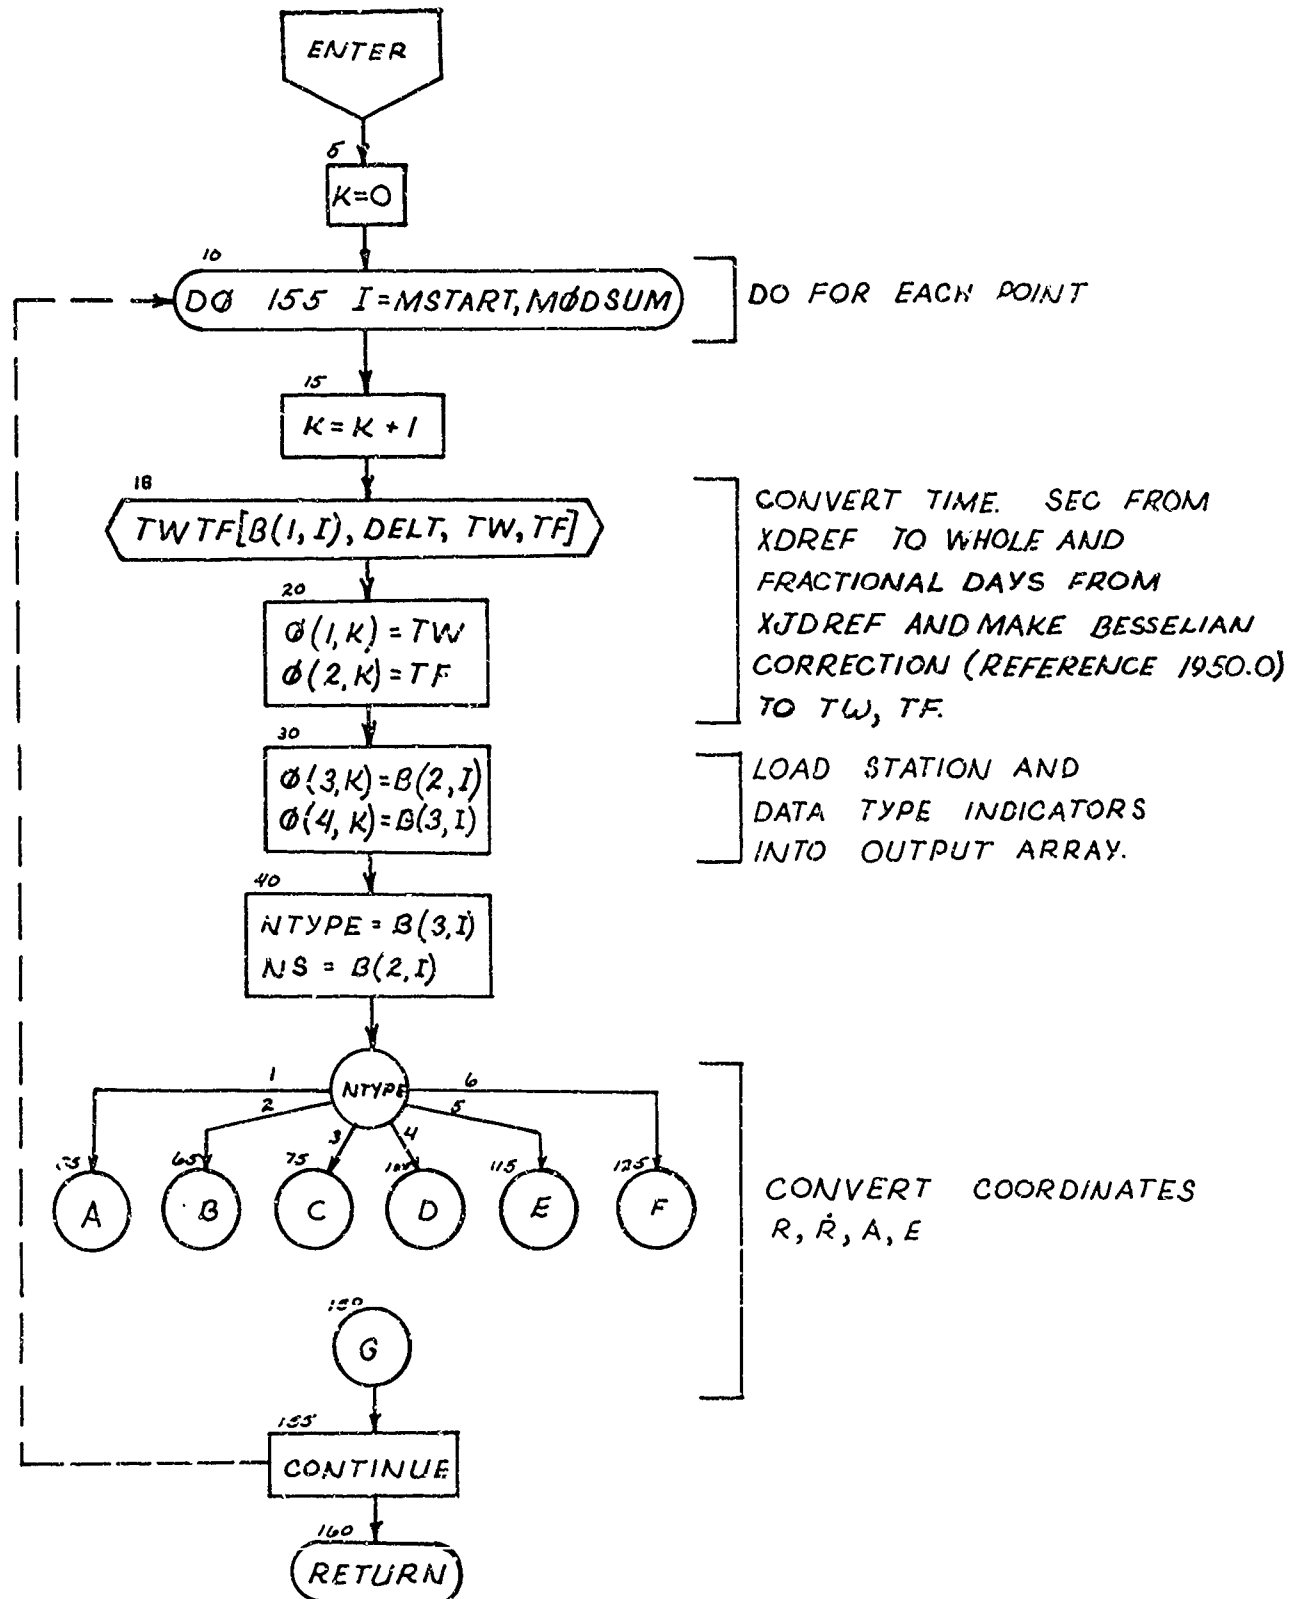 ENTER
5
K=0
10
DØ 155 I=MSTART,MØDSUM
DO FOR EACH POINT
15
K=K+1
18
TWTF[B(1,I), DELT, TW, TF]
CONVERT TIME. SEC FROM
XDREF TO WHOLE AND
FRACTIONAL DAYS FROM
XJDREF AND MAKE BESSELIAN
CORRECTION (REFERENCE 1950.0)
TO TW, TF.
20
Ø(1,K)=TW
Ø(2,K)=TF
30
Ø(3,K)=B(2,I)
Ø(4,K)=B(3,I)
LOAD STATION AND
DATA TYPE INDICATORS
INTO OUTPUT ARRAY.
40
NTYPE = B(3,I)
NS = B(2,I)
NTYPE
1
2
3
4
5
6
65
75
115
125
A
B
C
D
E
F
CONVERT COORDINATES
R, Ṙ, A, E
G
155
CONTINUE
160
RETURN